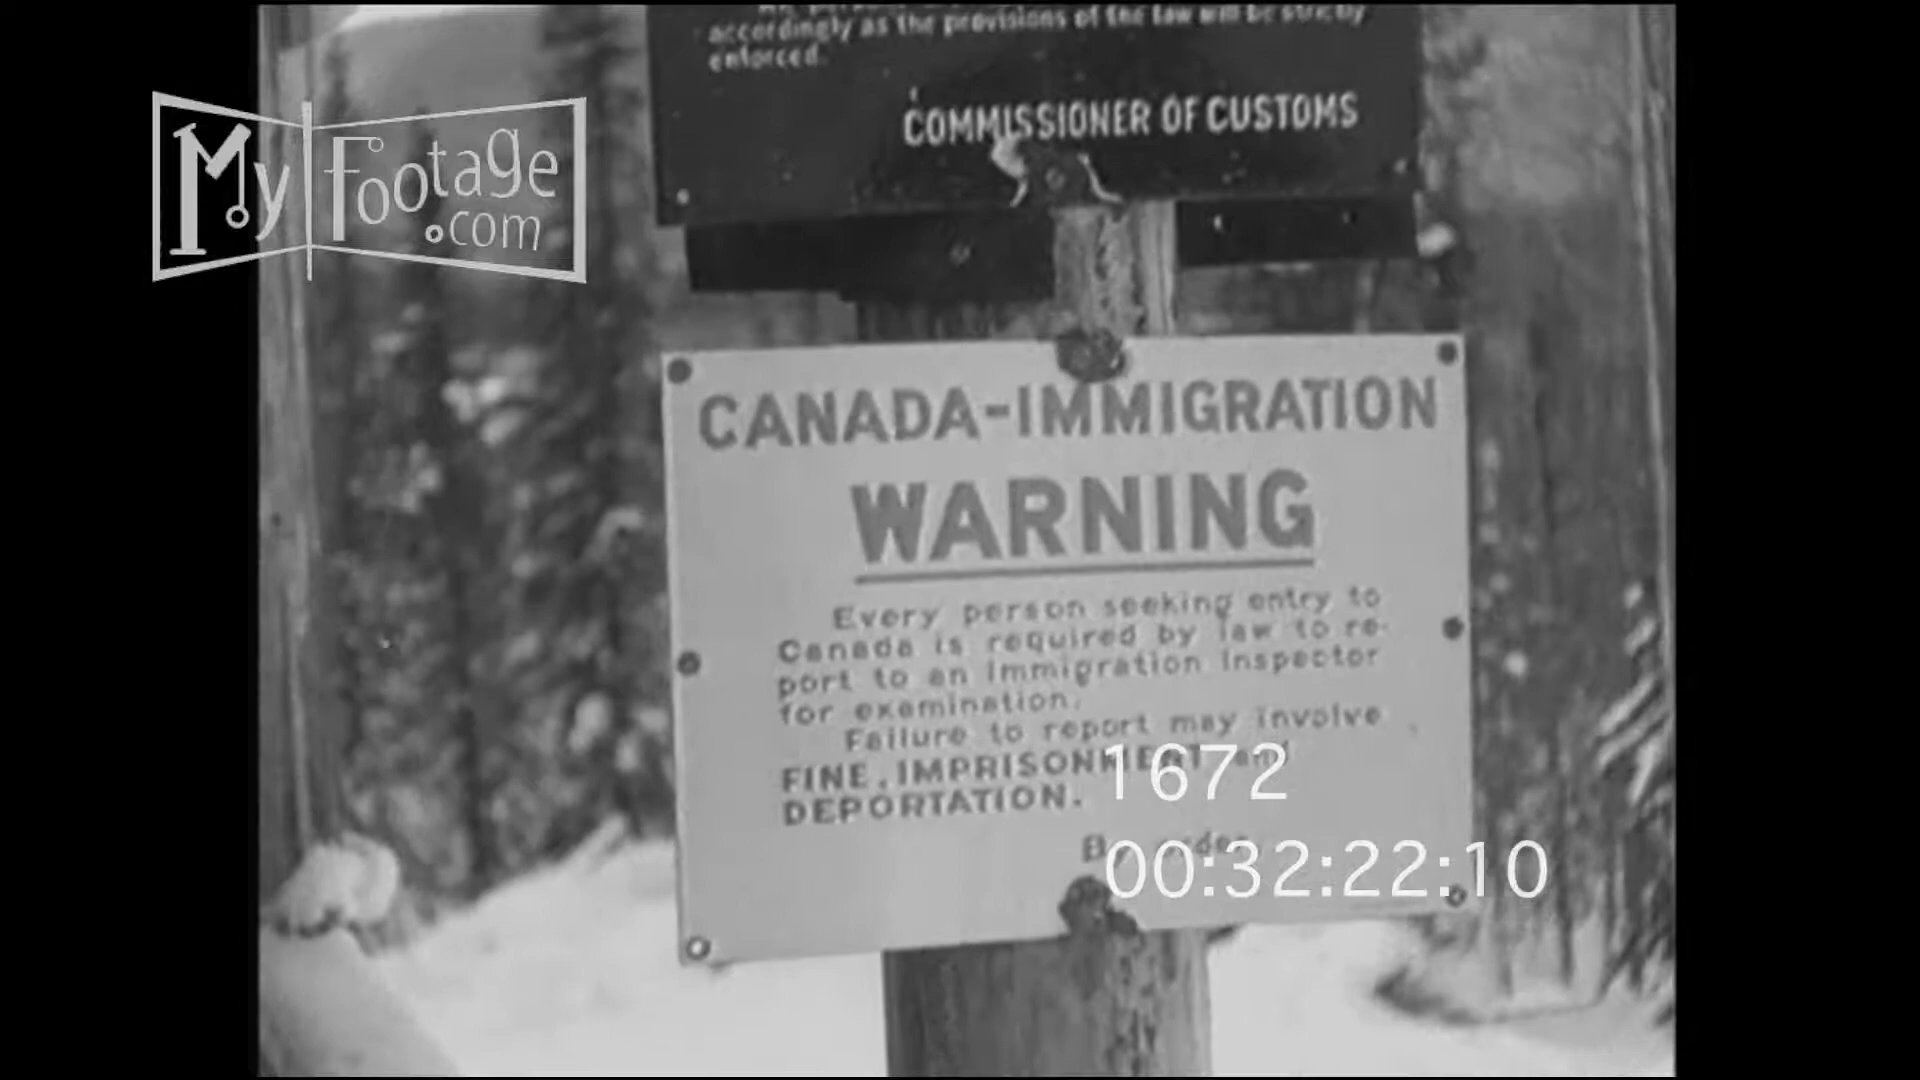 accordingly as the provisions of the law will be strictly
enforced.
COMMISSIONER OF CUSTOMS
My Footage
.com
CANADA-IMMIGRATION
WARNING
Every person seeking entry to
Canada is required by law to re-
port to an Immigration Inspector
for examination.
Failure to report may involve
FINE, IMPRISONMENT and
DEPORTATION.
By order,
1672
00:32:22:10